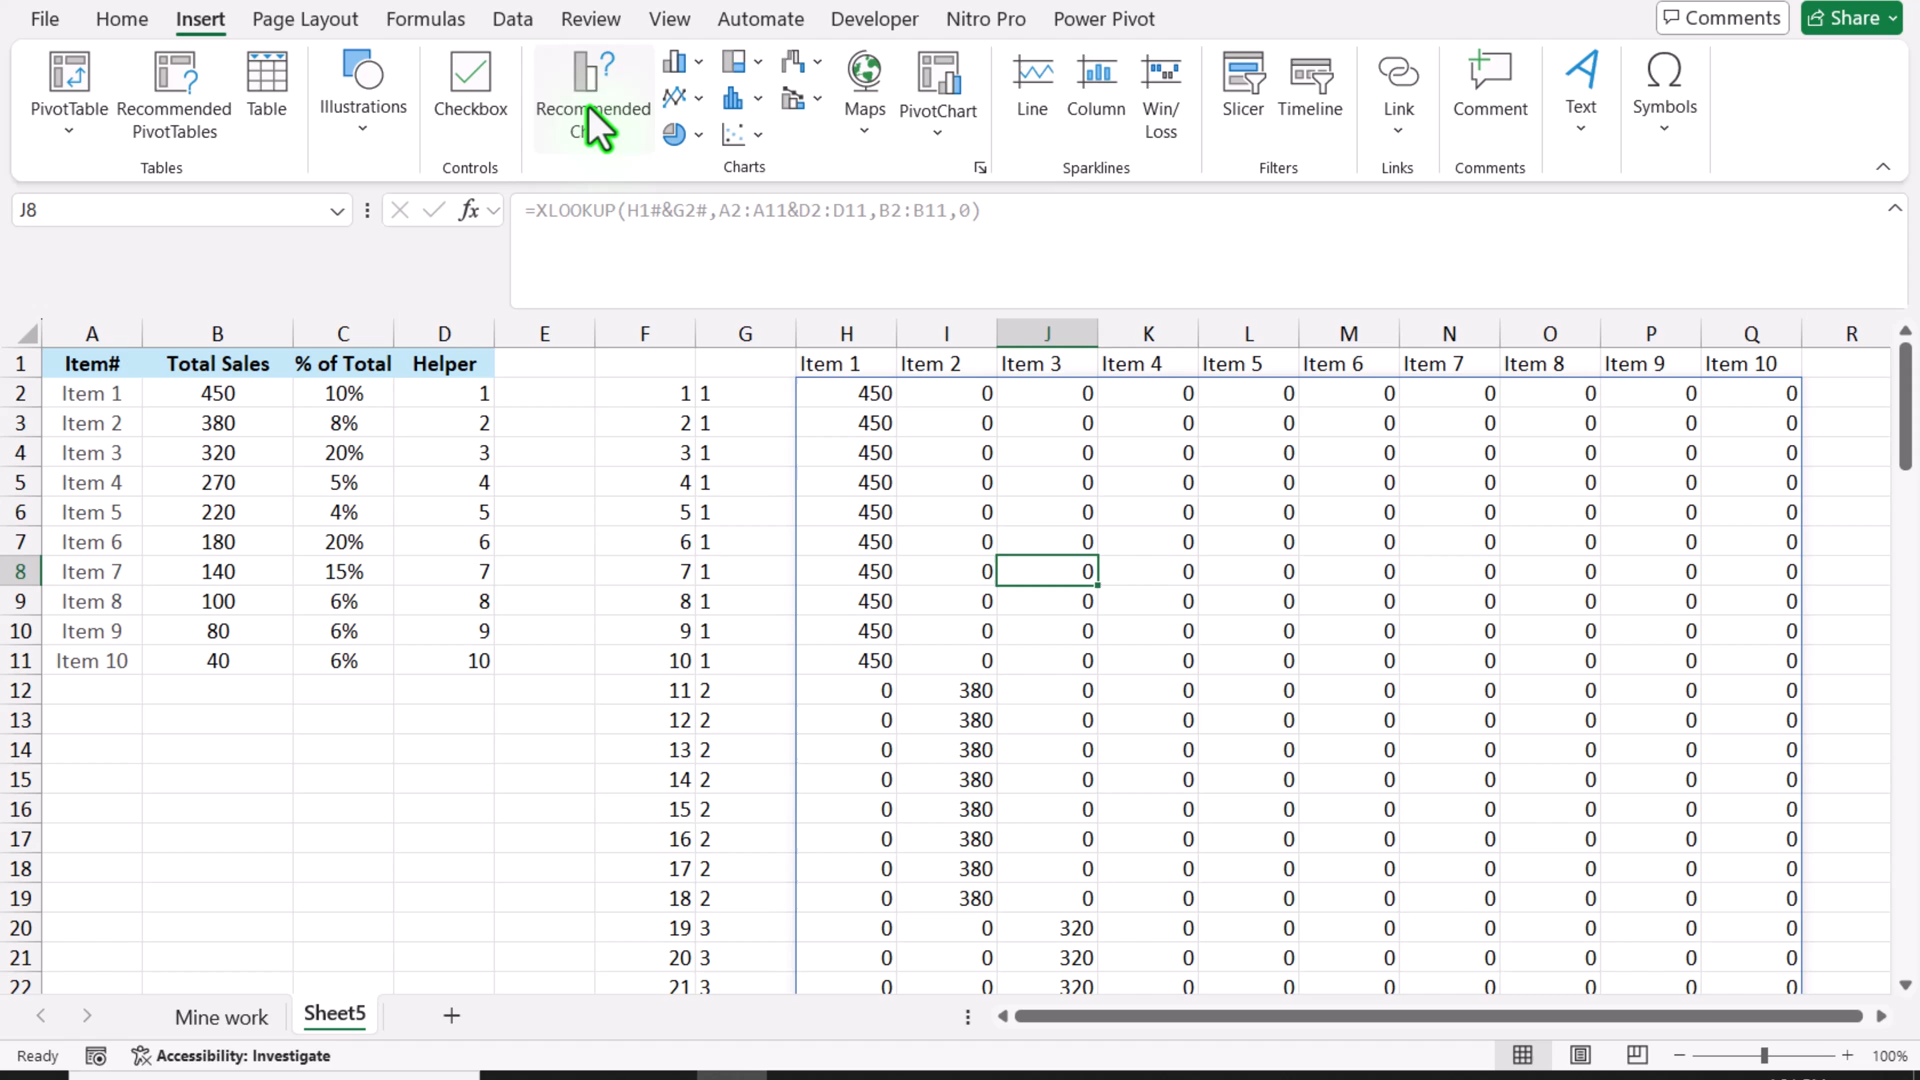 File Home Insert Page Layout Formulas Data Review View Automate Developer Nitro Pro Power Pivot Comments Share
PivotTable Recommended PivotTables Table Illustrations Checkbox Recommended Maps PivotChart Line Column Win/Loss Slicer Timeline Link Comment Text Symbols
Tables Controls Charts Sparklines Filters Links Comments
J8 fx =XLOOKUP(H1#&G2#,A2:A11&D2:D11,B2:B11,0)
A B C D E F G H I J K L M N O P Q R
1 Item# Total Sales % of Total Helper Item 1 Item 2 Item 3 Item 4 Item 5 Item 6 Item 7 Item 8 Item 9 Item 10
2 Item 1 450 10% 1 1 1 450 0 0 0 0 0 0 0 0 0
3 Item 2 380 8% 2 2 1 450 0 0 0 0 0 0 0 0 0
4 Item 3 320 20% 3 3 1 450 0 0 0 0 0 0 0 0 0
5 Item 4 270 5% 4 4 1 450 0 0 0 0 0 0 0 0 0
6 Item 5 220 4% 5 5 1 450 0 0 0 0 0 0 0 0 0
7 Item 6 180 20% 6 6 1 450 0 0 0 0 0 0 0 0 0
8 Item 7 140 15% 7 7 1 450 0 0 0 0 0 0 0 0 0
9 Item 8 100 6% 8 8 1 450 0 0 0 0 0 0 0 0 0
10 Item 9 80 6% 9 9 1 450 0 0 0 0 0 0 0 0 0
11 Item 10 40 6% 10 10 1 450 0 0 0 0 0 0 0 0 0
12 11 2 0 380 0 0 0 0 0 0 0 0
13 12 2 0 380 0 0 0 0 0 0 0 0
14 13 2 0 380 0 0 0 0 0 0 0 0
15 14 2 0 380 0 0 0 0 0 0 0 0
16 15 2 0 380 0 0 0 0 0 0 0 0
17 16 2 0 380 0 0 0 0 0 0 0 0
18 17 2 0 380 0 0 0 0 0 0 0 0
19 18 2 0 380 0 0 0 0 0 0 0 0
20 19 3 0 0 320 0 0 0 0 0 0 0
21 20 3 0 0 320 0 0 0 0 0 0 0
22 21 3 0 0 320 0 0 0 0 0 0 0
Mine work Sheet5
Ready Accessibility: Investigate 100%